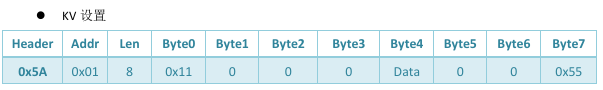 ● KV 设置
Header Addr Len Byte0 Byte1 Byte2 Byte3 Byte4 Byte5 Byte6 Byte7
0x5A 0x01 8 0x11 0 0 0 Data 0 0 0x55